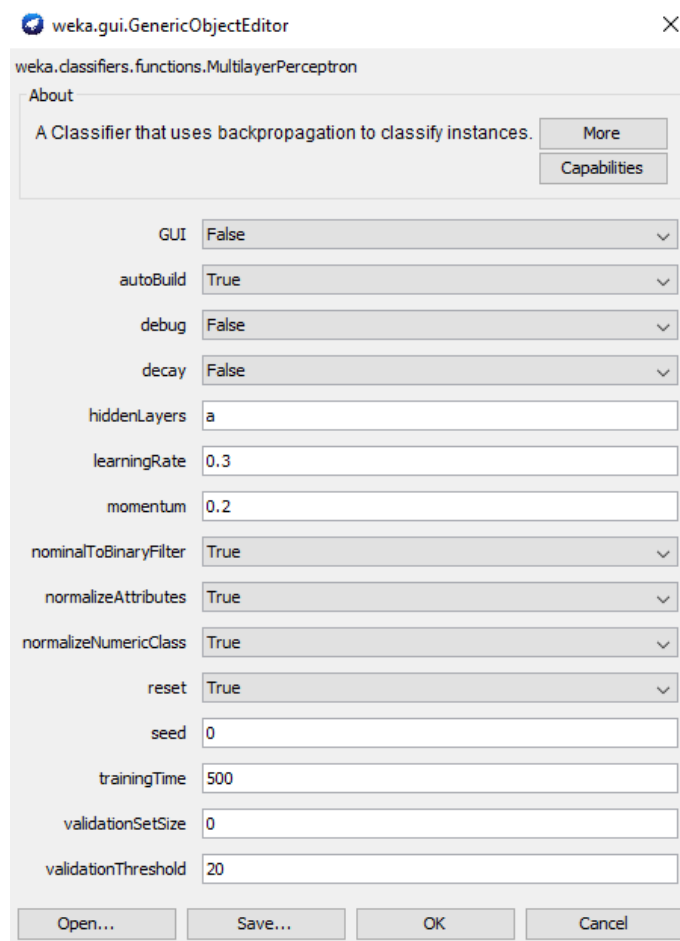 weka.gui.GenericObjectEditor
weka.classifiers.functions.MultilayerPerceptron
About
A Classifier that uses backpropagation to classify instances.
More
Capabilities
GUI False
autoBuild True
debug False
decay False
hiddenLayers a
learningRate 0.3
momentum 0.2
nominalToBinaryFilter True
normalizeAttributes True
normalizeNumericClass True
reset True
seed 0
trainingTime 500
validationSetSize 0
validationThreshold 20
Open... Save... OK Cancel